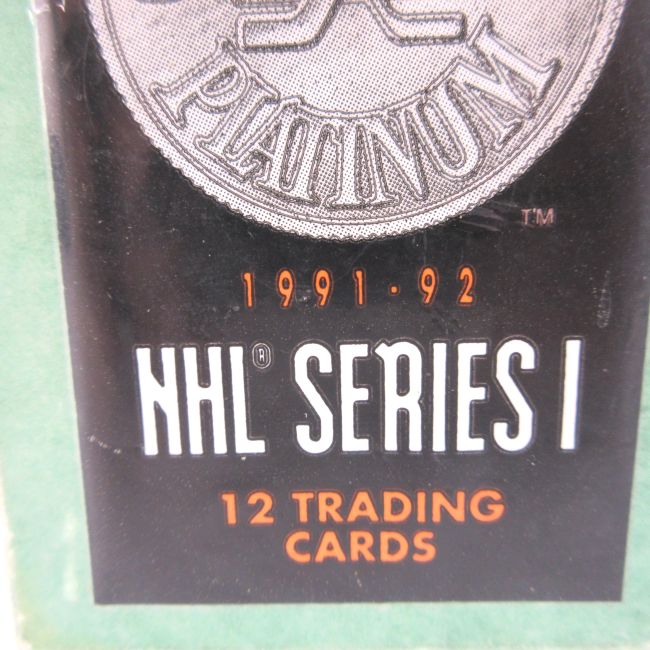 PLATINUM
TM
1991·92
NHL® SERIES I
12 TRADING
CARDS